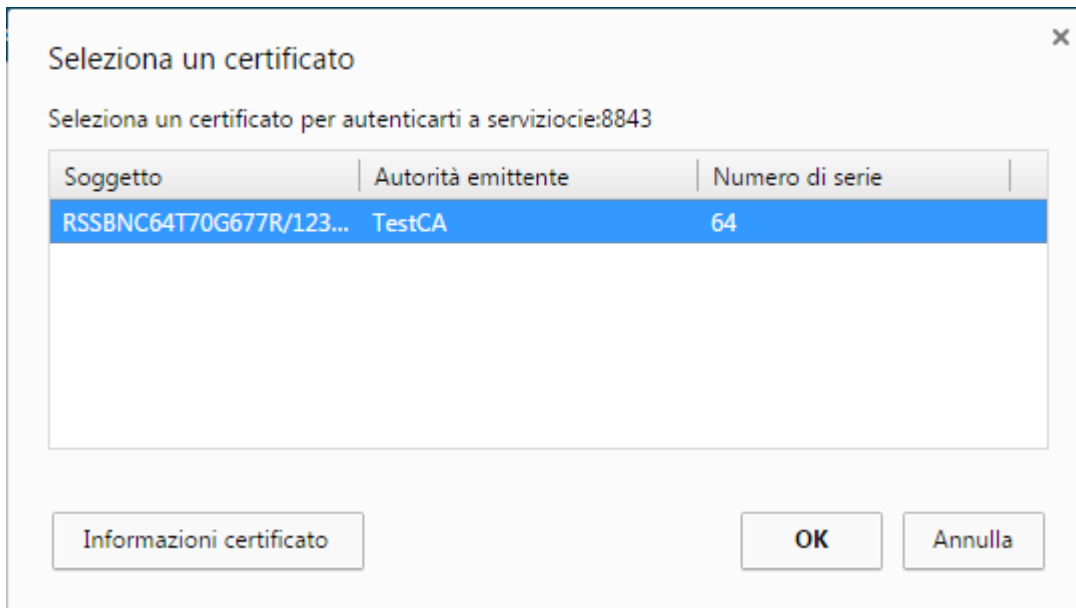 Seleziona un certificato
Seleziona un certificato per autenticarti a serviziocie:8843
Soggetto Autorità emittente Numero di serie
RSSBNC64T70G677R/123... TestCA 64
Informazioni certificato OK Annulla